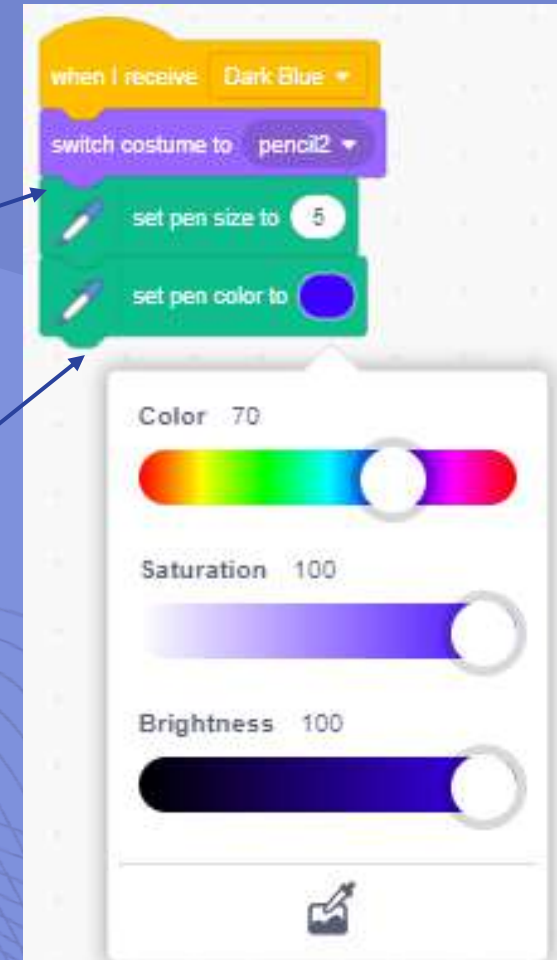 when I receive Dark Blue
switch costume to pencil2
set pen size to 5
set pen color to
Color 70
Saturation 100
Brightness 100